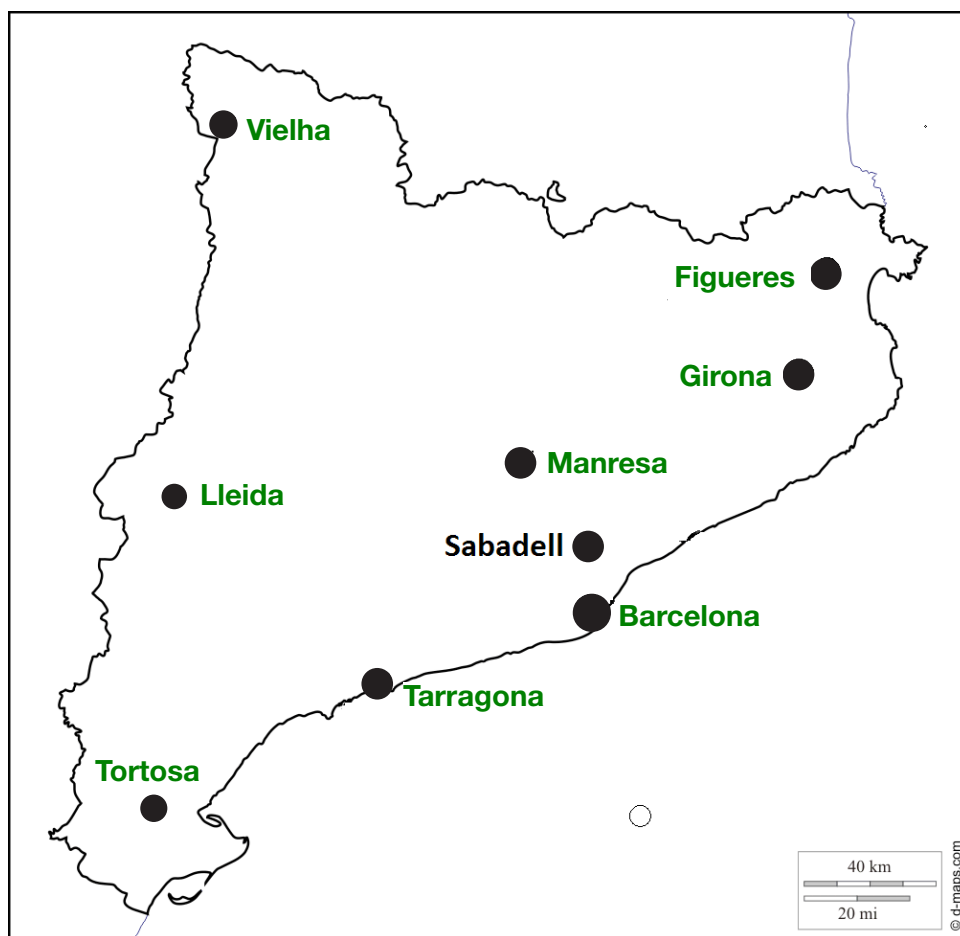 Vielha
Figueres
Girona
Manresa
Lleida
Sabadell
Barcelona
Tarragona
Tortosa
40 km
20 mi
© d-maps.com